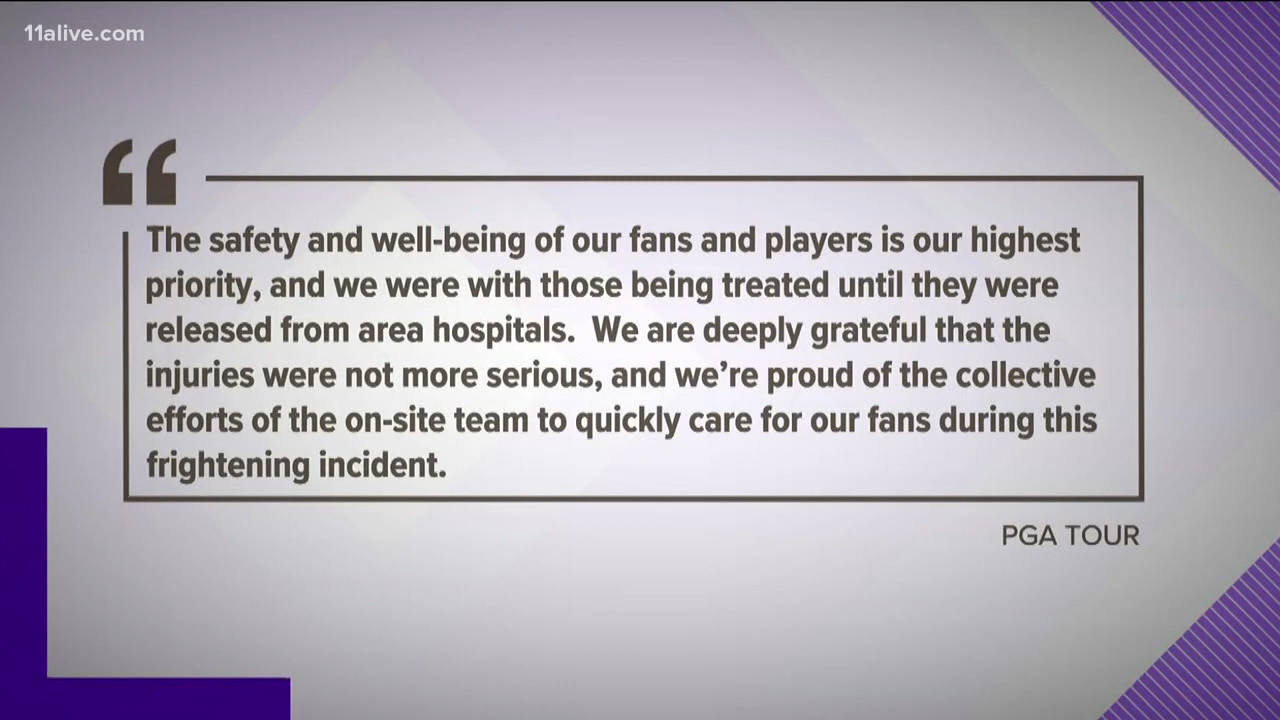 11alive.com
“
The safety and well-being of our fans and players is our highest
priority, and we were with those being treated until they were
released from area hospitals.  We are deeply grateful that the
injuries were not more serious, and we’re proud of the collective
efforts of the on-site team to quickly care for our fans during this
frightening incident.
PGA TOUR